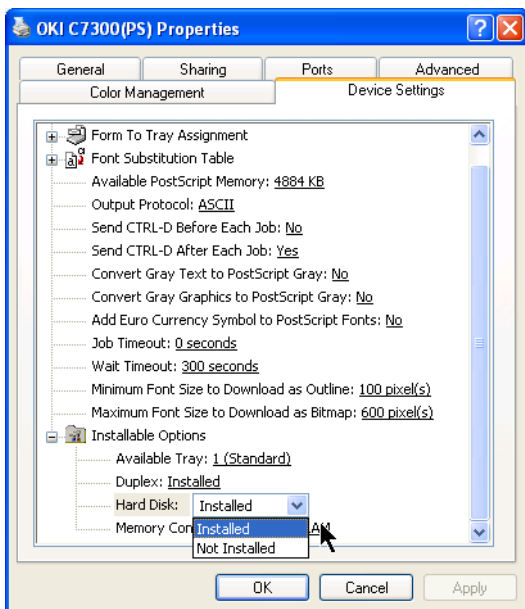 OKI C7300(PS) Properties
General Sharing Ports Advanced
Color Management Device Settings
Form To Tray Assignment
Font Substitution Table
Available PostScript Memory: 4884 KB
Output Protocol: ASCII
Send CTRL-D Before Each Job: No
Send CTRL-D After Each Job: Yes
Convert Gray Text to PostScript Gray: No
Convert Gray Graphics to PostScript Gray: No
Add Euro Currency Symbol to PostScript Fonts: No
Job Timeout: 0 seconds
Wait Timeout: 300 seconds
Minimum Font Size to Download as Outline: 100 pixel(s)
Maximum Font Size to Download as Bitmap: 600 pixel(s)
Installable Options
Available Tray: 1 (Standard)
Duplex: Installed
Hard Disk: Installed
Memory Con Installed
Not Installed
OK Cancel Apply